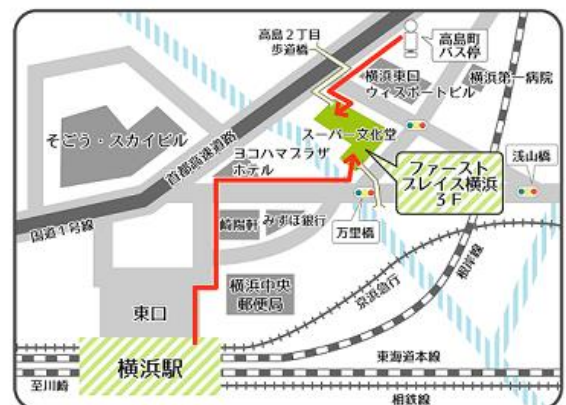 高島２丁目
歩道橋
高島町
バス停
横浜東口
ウィスポートビル
横浜第一病院
そごう・スカイビル
首都高速道路
スーパー文化堂
ヨコハマプラザ
ホテル
ファースト
プレイス横浜
３Ｆ
浅山橋
国道１号線
崎陽軒
みずほ銀行
万里橋
横浜中央
郵便局
京浜急行
根岸線
東口
横浜駅
東海道本線
至川崎
相鉄線